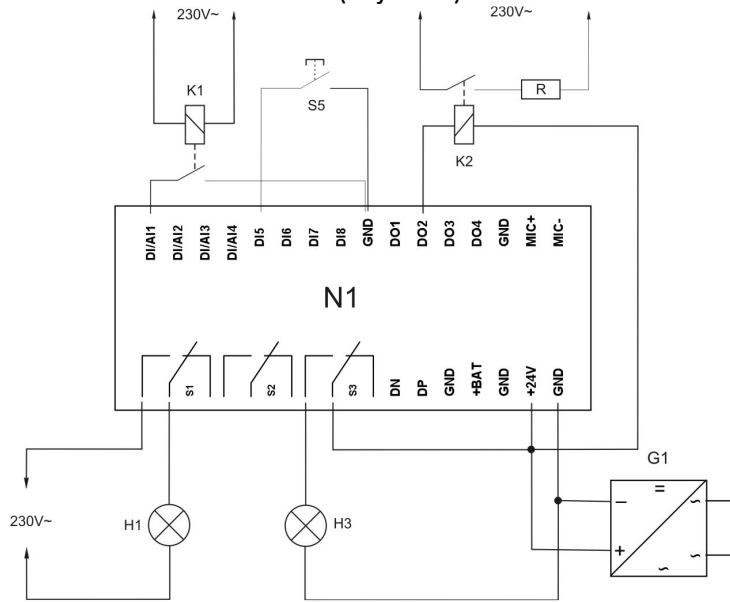 230V~
230V~
K1
S5
R
K2
DI/AI1
DI/AI2
DI/AI3
DI/AI4
DI5
DI6
DI7
DI8
GND
DO1
DO2
DO3
DO4
GND
MIC+
MIC-
N1
S1
S2
S3
DN
DP
GND
+BAT
GND
+24V
GND
G1
230V~
H1
H3
=
−
+
~
~
~